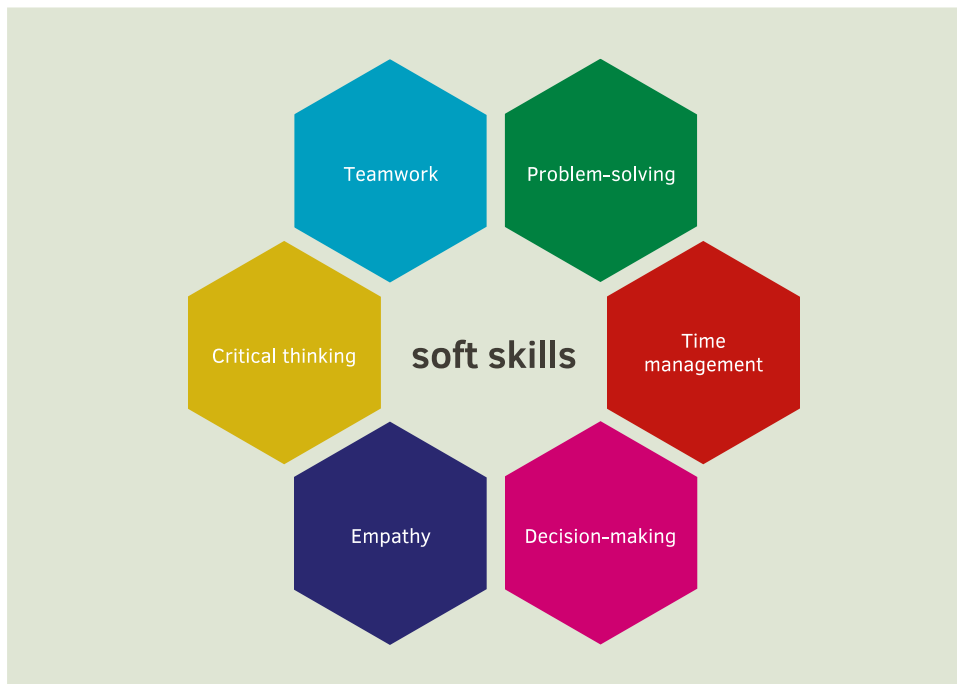 Teamwork
Problem-solving
Critical thinking
soft skills
Time
management
Empathy
Decision-making